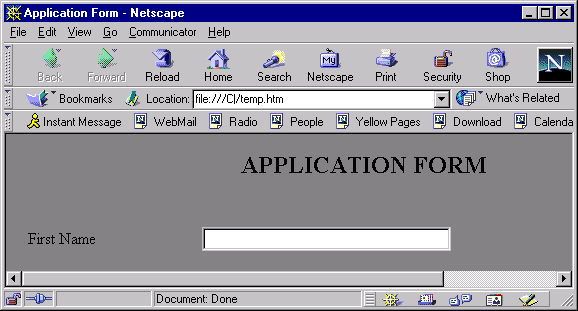 Application Form - Netscape
File Edit View Go Communicator Help
Back Forward Reload Home Search Netscape Print Security Shop
My
N
Bookmarks Location: file:///C|/temp.htm What's Related
Instant Message WebMail Radio People Yellow Pages Download Calenda
APPLICATION FORM
First Name
Document: Done